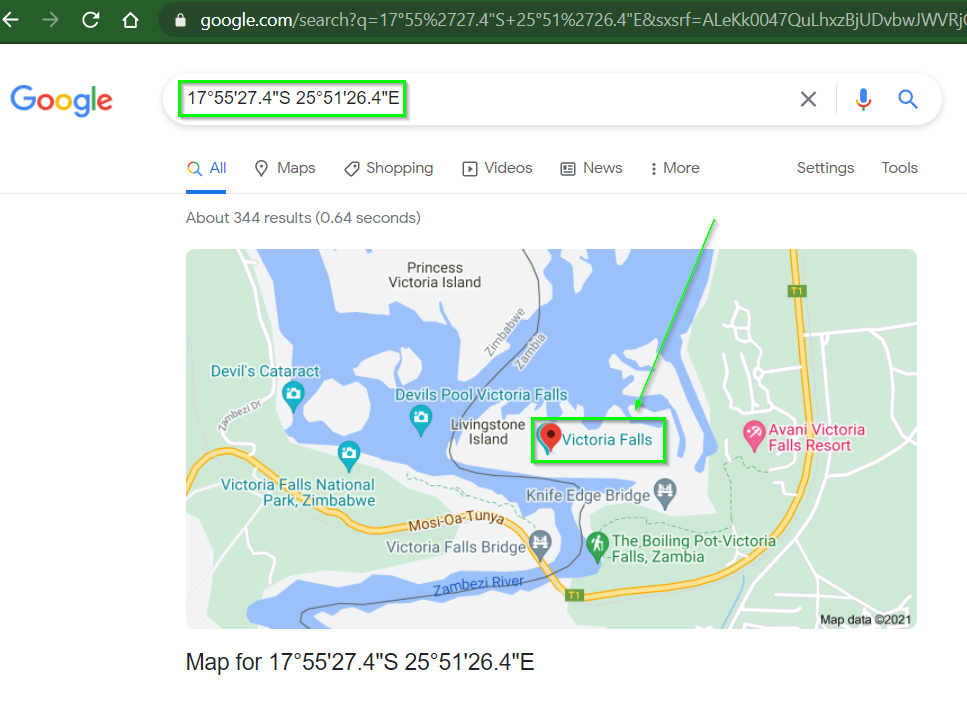 google.com/search?q=17°55%2727.4"S+25°51%2726.4"E&sxsrf=ALeKk0047QuLhxzBjUDvbwJWVRj
Google
17°55'27.4"S 25°51'26.4"E
All Maps Shopping Videos News More Settings Tools
About 344 results (0.64 seconds)
Princess
Victoria Island
T1
Zimbabwe
Zambia
Devil's Cataract
Zambezi Dr
Devils Pool Victoria Falls
Livingstone
Island
Victoria Falls
Avani Victoria
Falls Resort
Victoria Falls National
Park, Zimbabwe
Knife Edge Bridge
Mosi-Oa-Tunya
Victoria Falls Bridge
The Boiling Pot-Victoria
Falls, Zambia
Zambezi River
T1
Map data ©2021
Map for 17°55'27.4"S 25°51'26.4"E